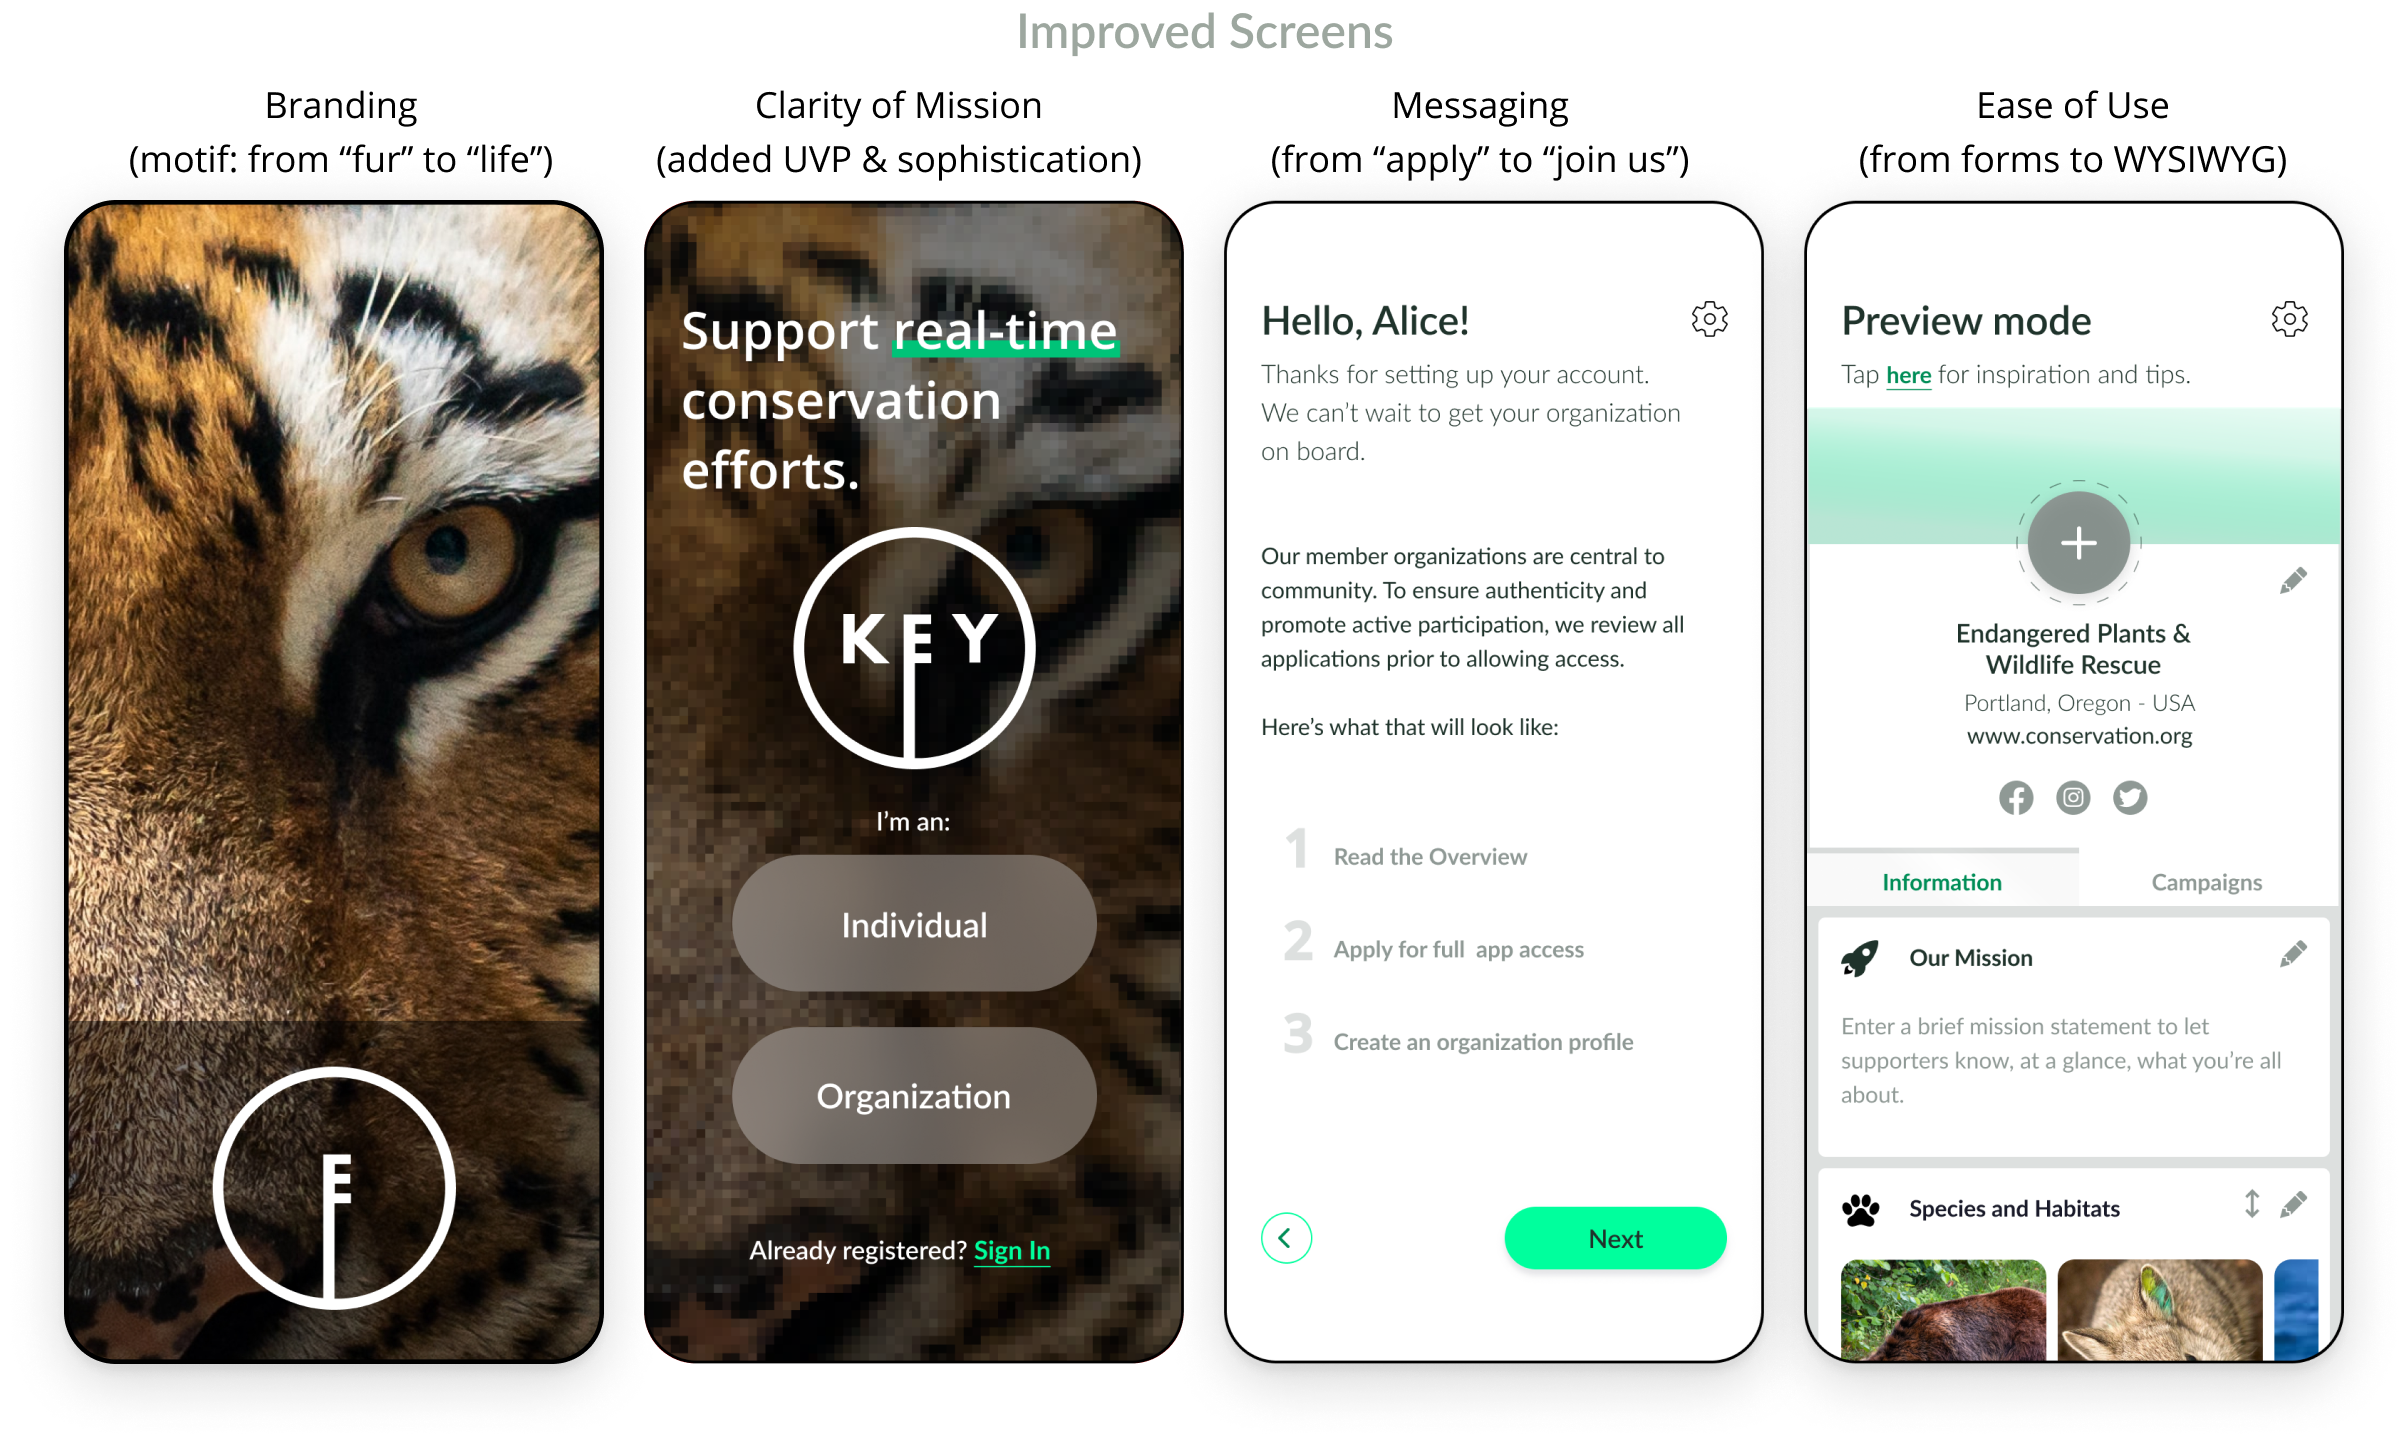 Improved Screens
Branding
(motif: from “fur” to “life”)
E
Clarity of Mission
(added UVP & sophistication)
Support real-time
conservation
efforts.
KEY
I’m an:
Individual
Organization
Already registered? Sign In
Messaging
(from “apply” to “join us”)
Hello, Alice!
Thanks for setting up your account.
We can’t wait to get your organization
on board.
Our member organizations are central to
community. To ensure authenticity and
promote active participation, we review all
applications prior to allowing access.
Here’s what that will look like:
1 Read the Overview
2 Apply for full  app access
3 Create an organization profile
Next
Ease of Use
(from forms to WYSIWYG)
Preview mode
Tap here for inspiration and tips.
Endangered Plants &
Wildlife Rescue
Portland, Oregon - USA
www.conservation.org
Information
Campaigns
Our Mission
Enter a brief mission statement to let
supporters know, at a glance, what you’re all
about.
Species and Habitats